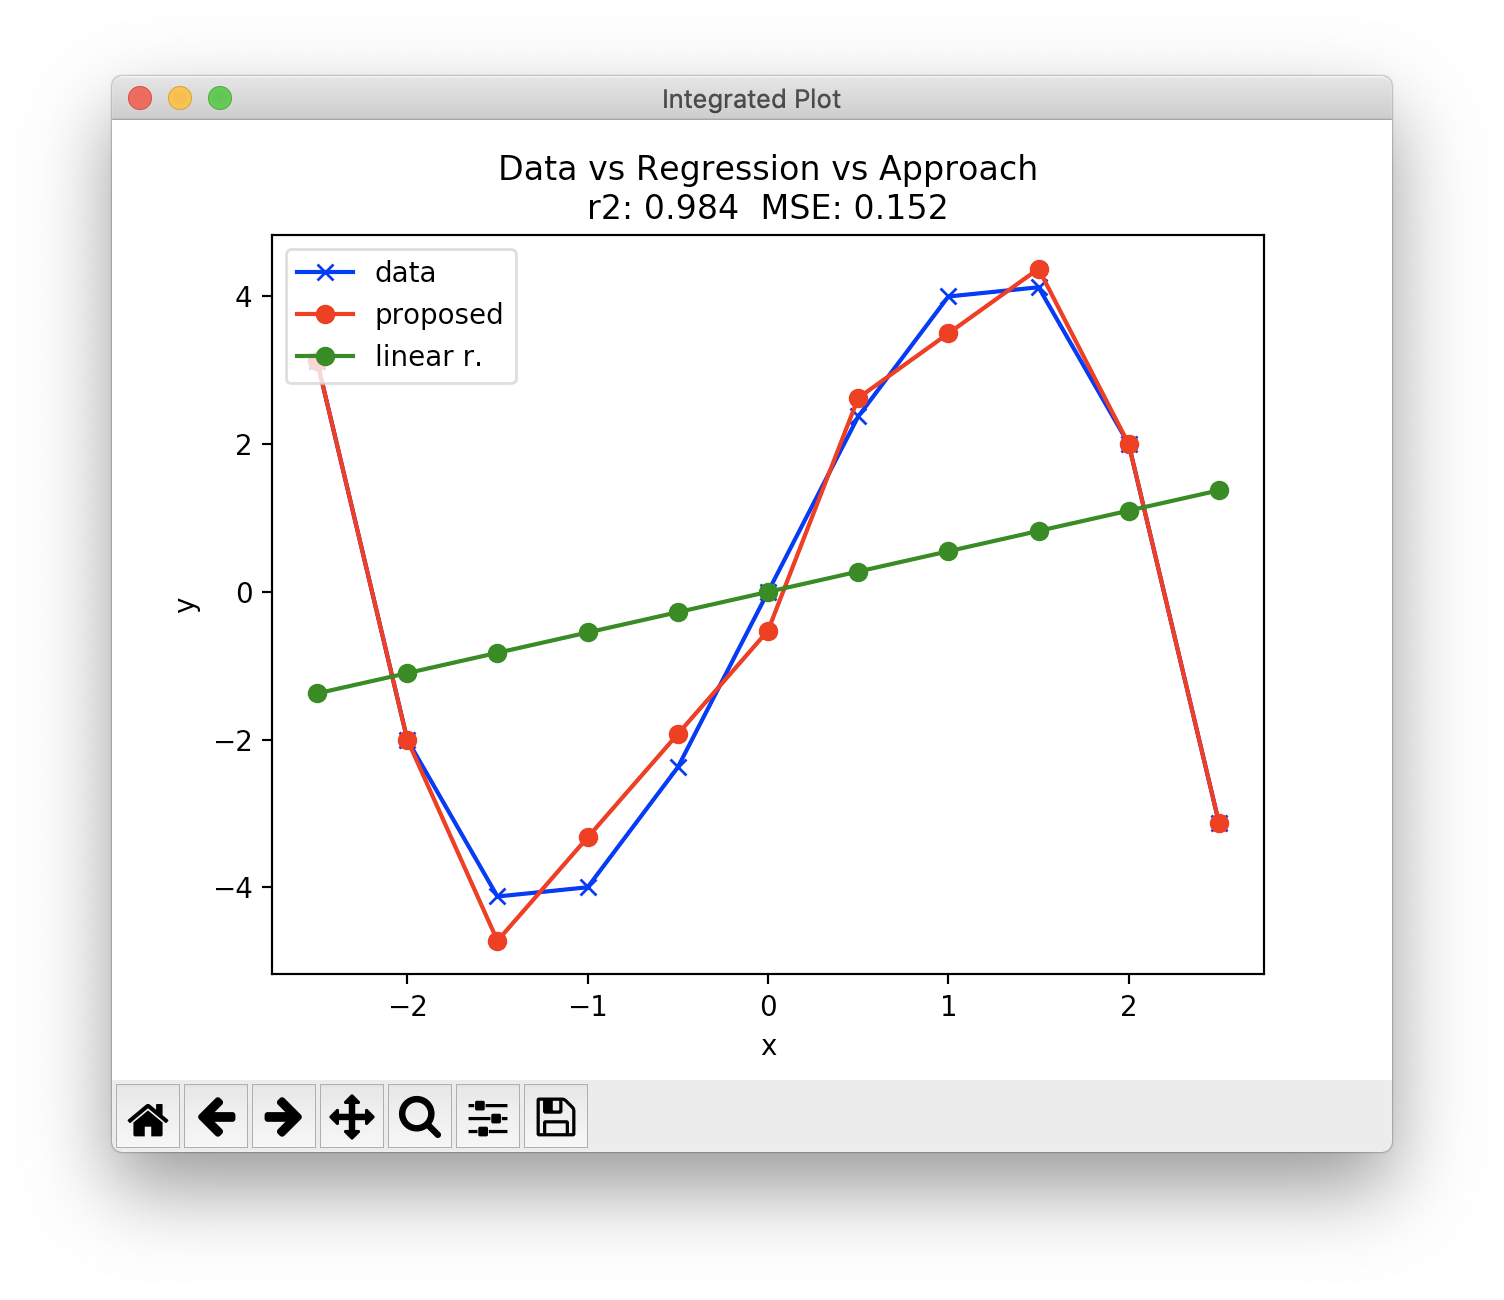 Integrated Plot
Data vs Regression vs Approach
r2: 0.984  MSE: 0.152
data
proposed
linear r.
4
2
0
−2
−4
y
−2 −1 0 1 2
x